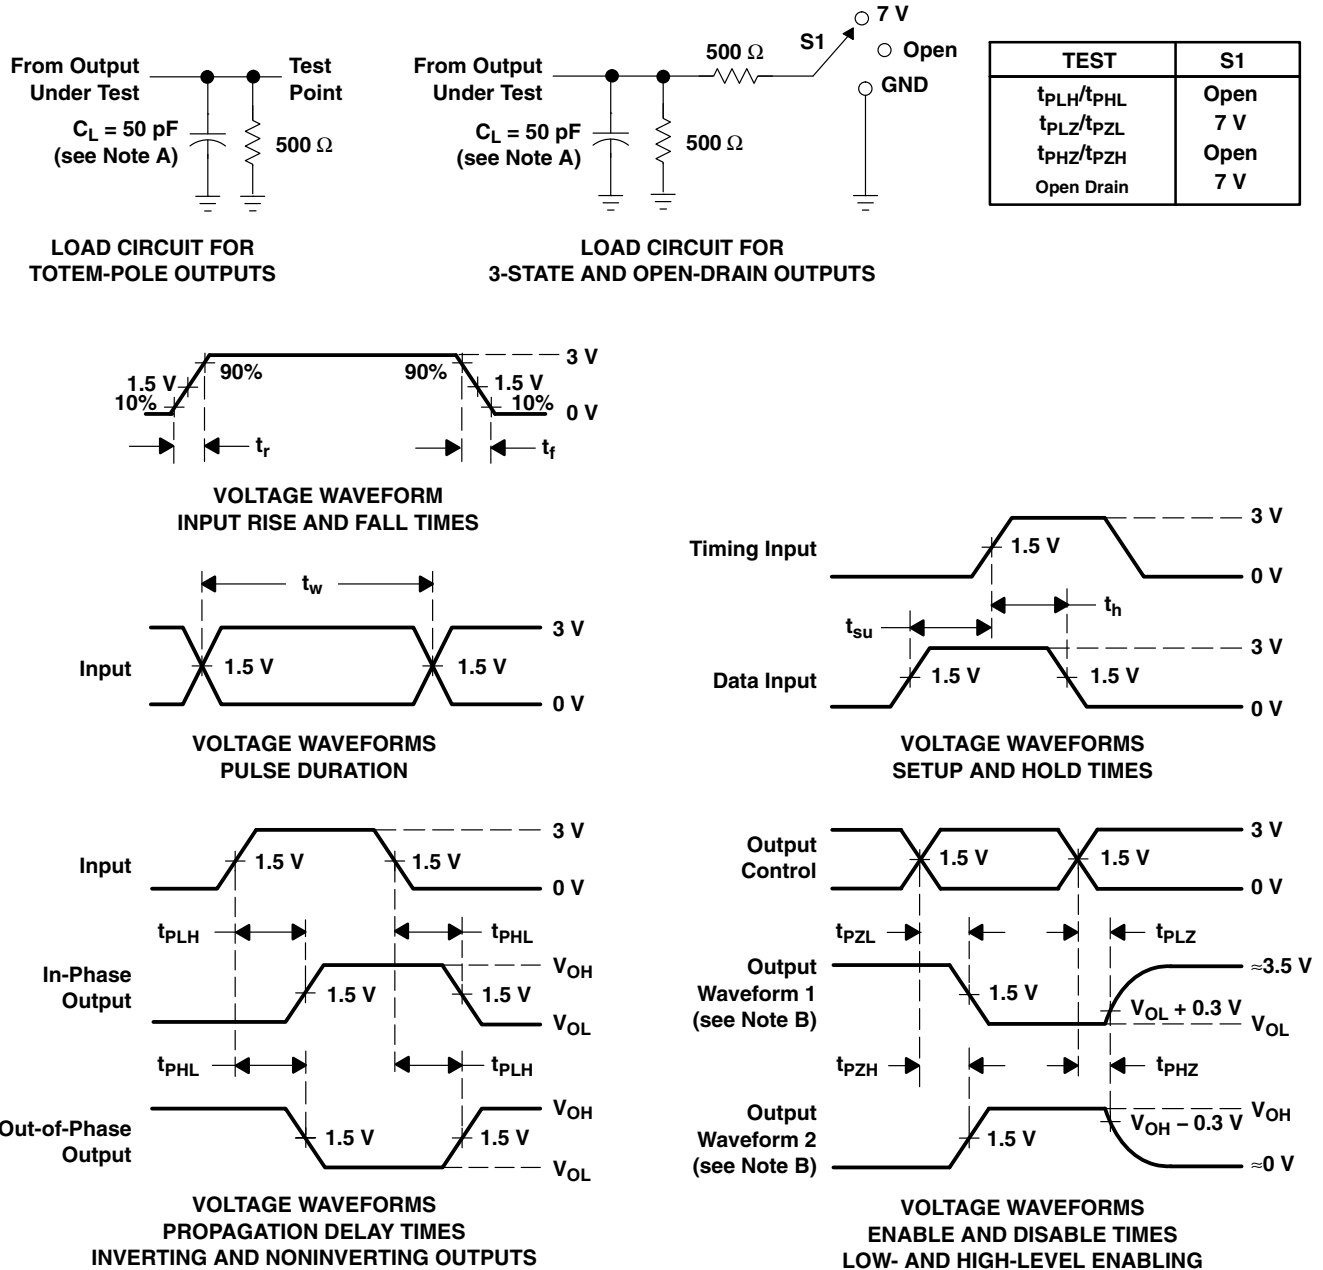 From Output
Under Test
Test
Point
C_L = 50 pF
(see Note A)
500 Ω
LOAD CIRCUIT FOR
TOTEM-POLE OUTPUTS
From Output
Under Test
C_L = 50 pF
(see Note A)
500 Ω
500 Ω
S1
7 V
Open
GND
LOAD CIRCUIT FOR
3-STATE AND OPEN-DRAIN OUTPUTS
TEST S1
t_PLH/t_PHL Open
t_PLZ/t_PZL 7 V
t_PHZ/t_PZH Open
Open Drain 7 V
3 V
90% 90%
1.5 V 1.5 V
10% 10%
0 V
t_r t_f
VOLTAGE WAVEFORM
INPUT RISE AND FALL TIMES
t_w
3 V
Input 1.5 V 1.5 V
0 V
VOLTAGE WAVEFORMS
PULSE DURATION
3 V
Timing Input 1.5 V
0 V
t_h
t_su
3 V
Data Input 1.5 V 1.5 V
0 V
VOLTAGE WAVEFORMS
SETUP AND HOLD TIMES
3 V
Input 1.5 V 1.5 V
0 V
t_PLH t_PHL
V_OH
In-Phase
Output
1.5 V 1.5 V
V_OL
t_PHL t_PLH
V_OH
Out-of-Phase
Output
1.5 V 1.5 V
V_OL
VOLTAGE WAVEFORMS
PROPAGATION DELAY TIMES
INVERTING AND NONINVERTING OUTPUTS
3 V
Output
Control
1.5 V 1.5 V
0 V
t_PZL t_PLZ
Output
Waveform 1
(see Note B)
1.5 V
≈3.5 V
V_OL + 0.3 V
V_OL
t_PZH t_PHZ
Output
Waveform 2
(see Note B)
1.5 V
V_OH
V_OH − 0.3 V
≈0 V
VOLTAGE WAVEFORMS
ENABLE AND DISABLE TIMES
LOW- AND HIGH-LEVEL ENABLING